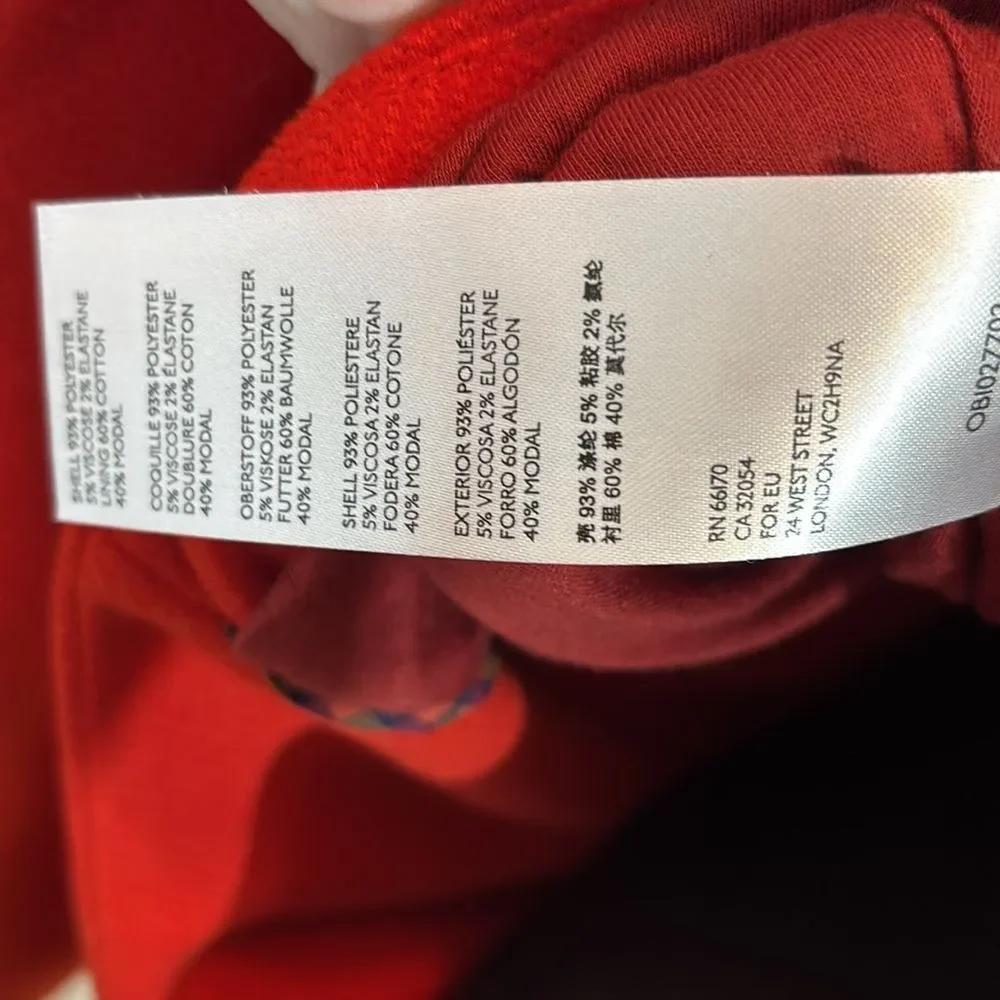 SHELL 93% POLYESTER
5% VISCOSE 2% ELASTANE
LINING 60% COTTON
40% MODAL
COQUILLE 93% POLYESTER
5% VISCOSE 2% ÉLASTANE
DOUBLURE 60% COTON
40% MODAL
OBERSTOFF 93% POLYESTER
5% VISKOSE 2% ELASTAN
FUTTER 60% BAUMWOLLE
40% MODAL
SHELL 93% POLIESTERE
5% VISCOSA 2% ELASTAN
FODERA 60% COTONE
40% MODAL
EXTERIOR 93% POLIÉSTER
5% VISCOSA 2% ELASTANE
FORRO 60% ALGODÓN
40% MODAL
壳 93% 涤纶 5% 粘胶 2% 氨纶
衬里 60% 棉 40% 莫代尔
RN 66170
CA 32054
FOR EU
24 WEST STREET
LONDON, WC2H9NA